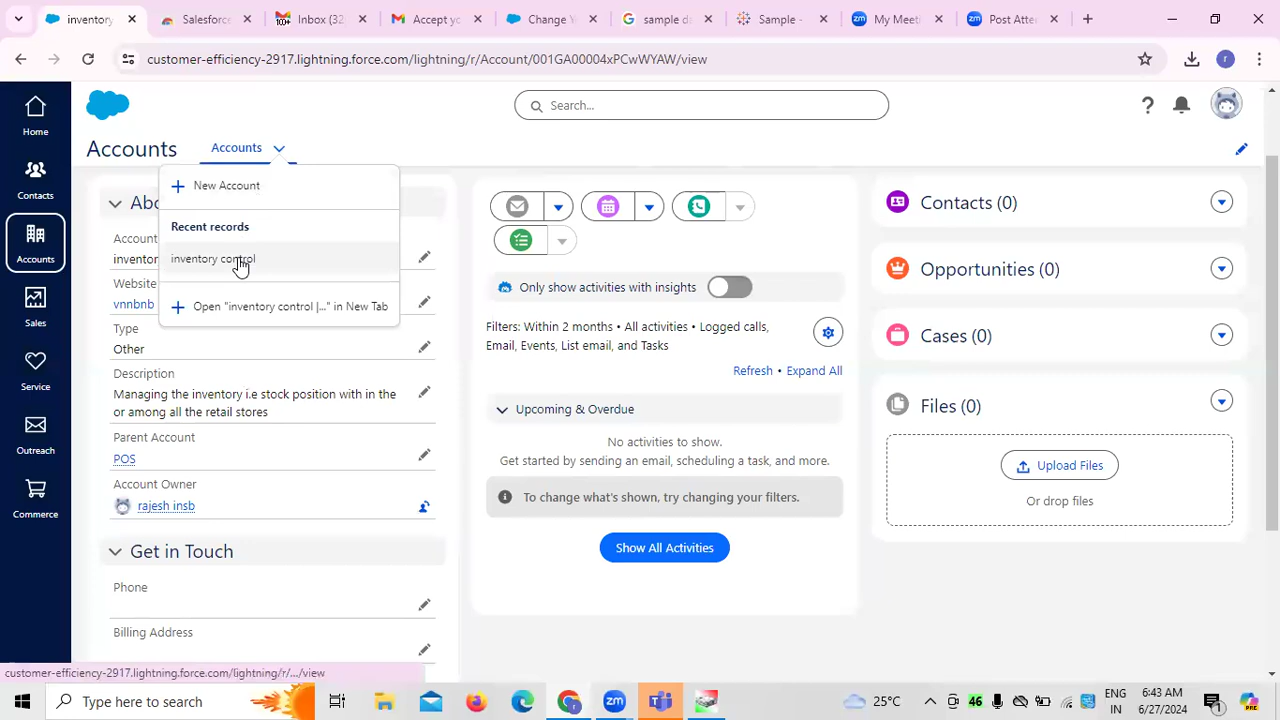 inventory
Salesforce
Inbox (32
Accept yo
Change Y
sample da
Sample -
My Meeti
Post Atte
customer-efficiency-2917.lightning.force.com/lightning/r/Account/001GA00004xPCwWYAW/view
r
Search...
Home
Contacts
Accounts
Sales
Service
Outreach
Commerce
Accounts
Accounts
New Account
Recent records
inventory control
Open "inventory control |..." in New Tab
Abo
Account
inventor
Website
vnnbnb
Type
Other
Description
Managing the inventory i.e stock position with in the
or among all the retail stores
Parent Account
POS
Account Owner
rajesh insb
Get in Touch
Phone
Billing Address
Only show activities with insights
Filters: Within 2 months • All activities • Logged calls,
Email, Events, List email, and Tasks
Refresh • Expand All
Upcoming & Overdue
No activities to show.
Get started by sending an email, scheduling a task, and more.
To change what's shown, try changing your filters.
Show All Activities
Contacts (0)
Opportunities (0)
Cases (0)
Files (0)
Upload Files
Or drop files
customer-efficiency-2917.lightning.force.com/lightning/r/.../view
Type here to search
25°C
46
ENG
IN
6:43 AM
6/27/2024